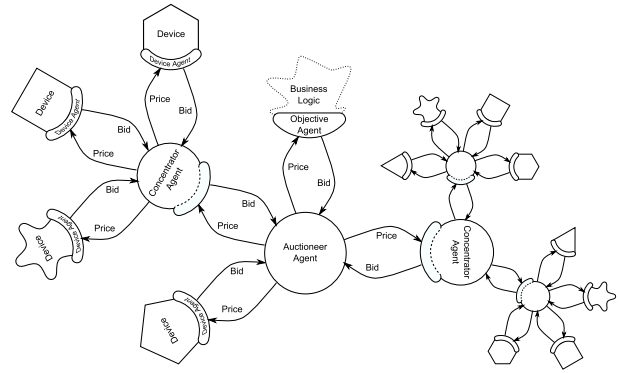 Device
Device Agent
Price
Bid
Device
Device Agent
Bid
Price
Concentrator
Agent
Bid
Price
Device
Device Agent
Bid
Price
Business
Logic
Objective
Agent
Price
Bid
Auctioneer
Agent
Bid
Price
Device
Device Agent
Price
Bid
Concentrator
Agent